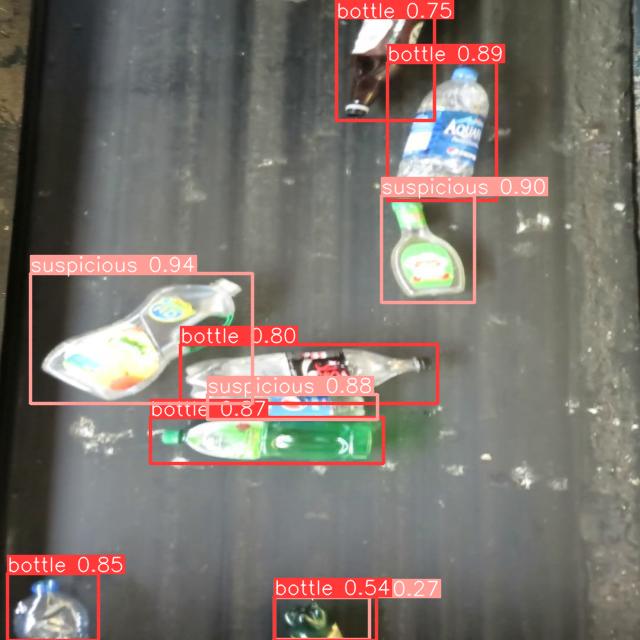 bottle 0.75
bottle 0.89
AQUA
suspicious 0.90
suspicious 0.94
bottle 0.80
suspicious 0.88
bottle 0.87
bottle 0.85
bottle 0.54 0.27